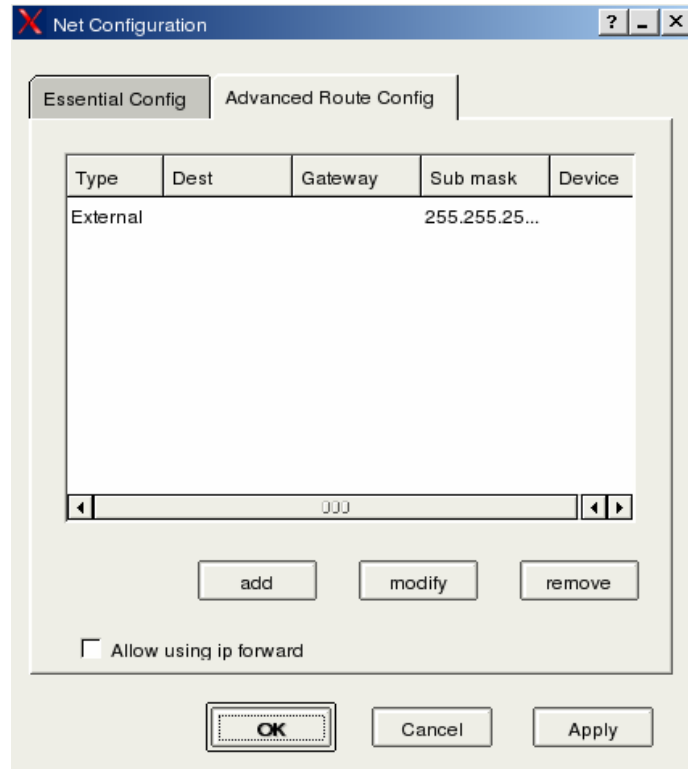 Net Configuration
Essential Config Advanced Route Config
Type Dest Gateway Sub mask Device
External 255.255.25...
add modify remove
Allow using ip forward
OK Cancel Apply